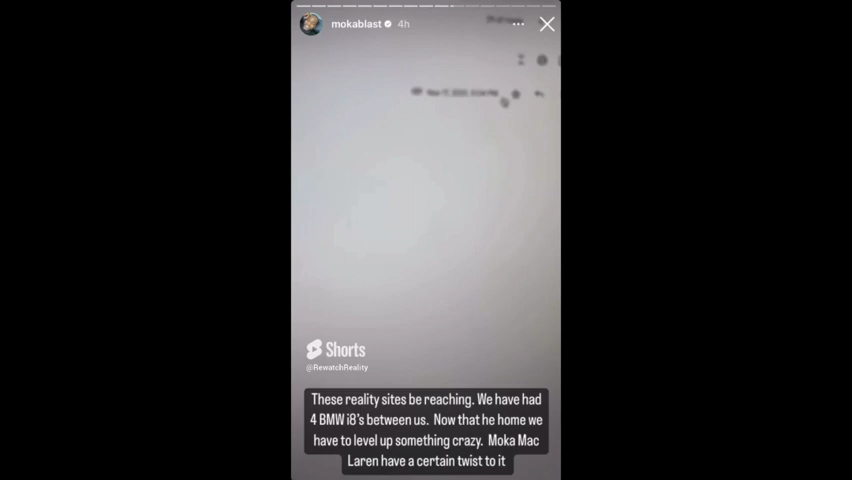 mokablast 4h
Shorts
@RewatchReality
These reality sites be reaching. We have had
4 BMW i8's between us. Now that he home we
have to level up something crazy. Moka Mac
Laren have a certain twist to it